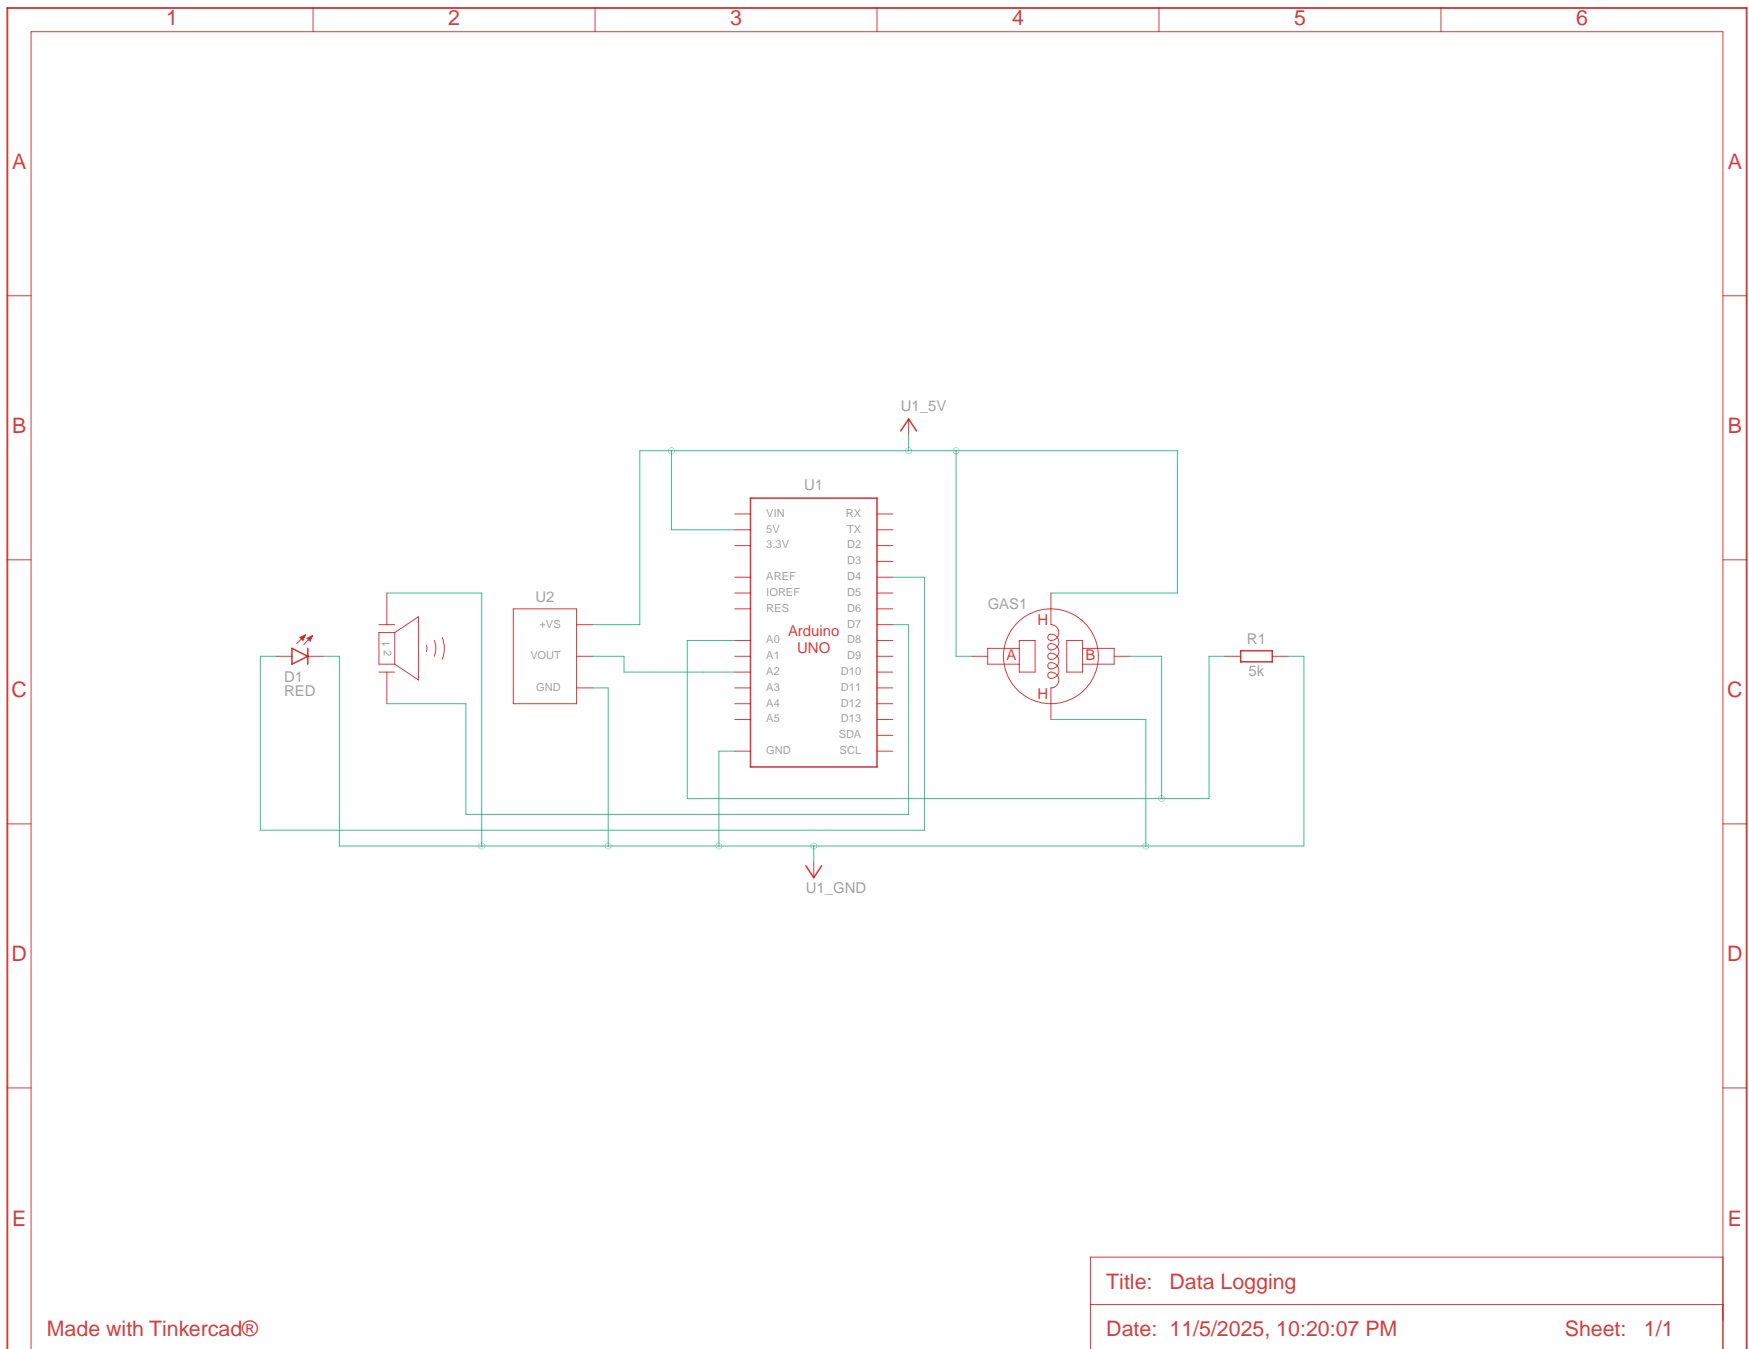 1 2 3 4 5 6
A A
B B
U1_5V
U1
VIN RX
5V TX
3.3V D2
D3
AREF D4
IOREF D5
RES D6
D7
A0 D8
A1 D9
A2 D10
A3 D11
A4 D12
A5 D13
SDA
GND SCL
Arduino
UNO
U2
+VS
VOUT
GND
D1
RED
1 2
GAS1
H
A B
H
R1
5k
C C
U1_GND
D D
E E
Title: Data Logging
Made with Tinkercad® Date: 11/5/2025, 10:20:07 PM Sheet: 1/1